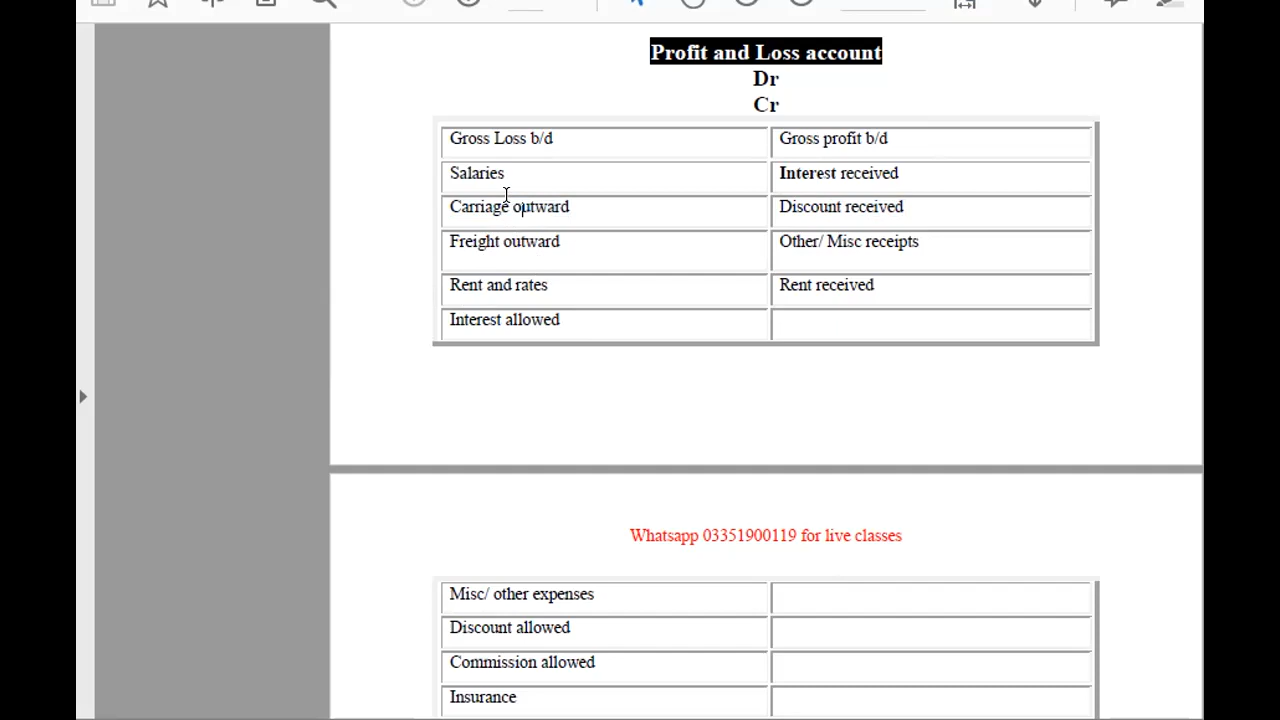 Profit and Loss account
Dr
Cr
Gross Loss b/d Gross profit b/d
Salaries Interest received
Carriage outward Discount received
Freight outward Other/ Misc receipts
Rent and rates Rent received
Interest allowed
Whatsapp 03351900119 for live classes
Misc/ other expenses
Discount allowed
Commission allowed
Insurance